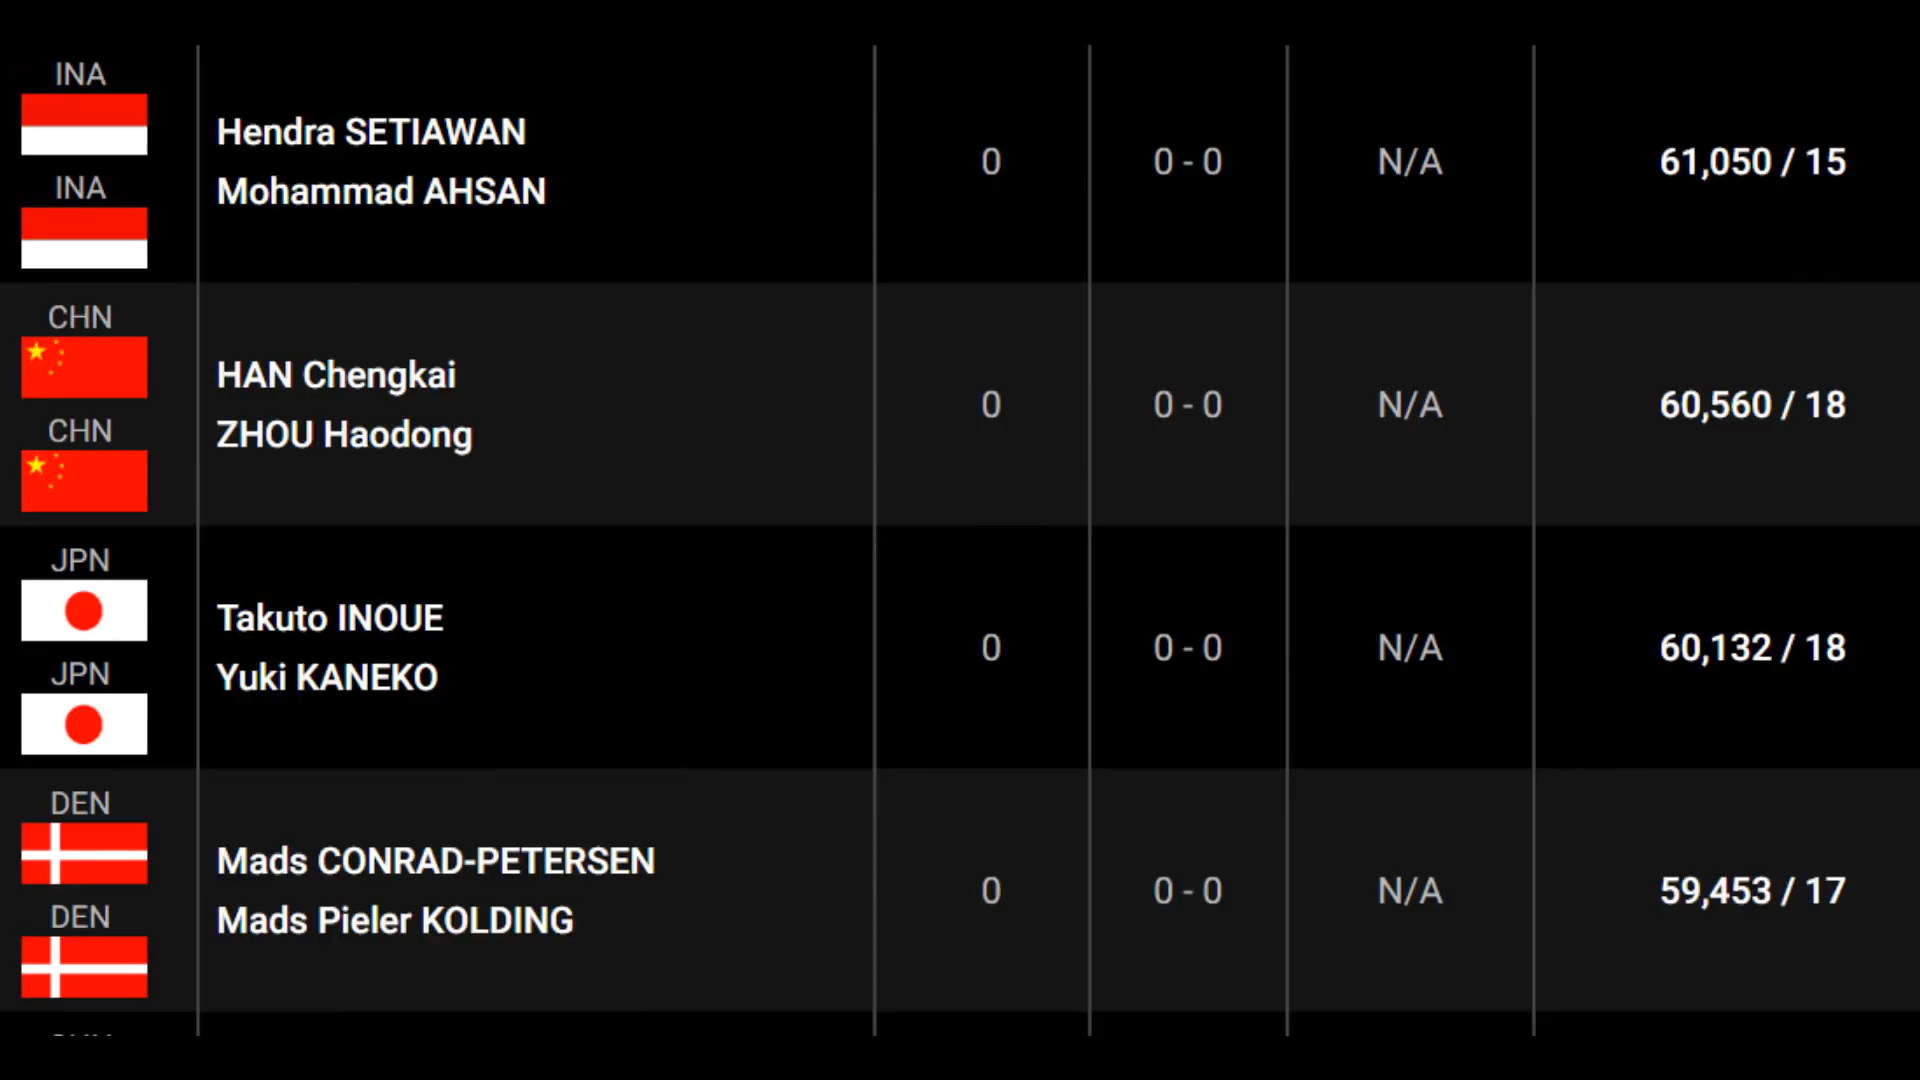 INA
INA
Hendra SETIAWAN
Mohammad AHSAN
0
0 - 0
N/A
61,050 / 15
CHN
CHN
HAN Chengkai
ZHOU Haodong
0
0 - 0
N/A
60,560 / 18
JPN
JPN
Takuto INOUE
Yuki KANEKO
0
0 - 0
N/A
60,132 / 18
DEN
DEN
Mads CONRAD-PETERSEN
Mads Pieler KOLDING
0
0 - 0
N/A
59,453 / 17